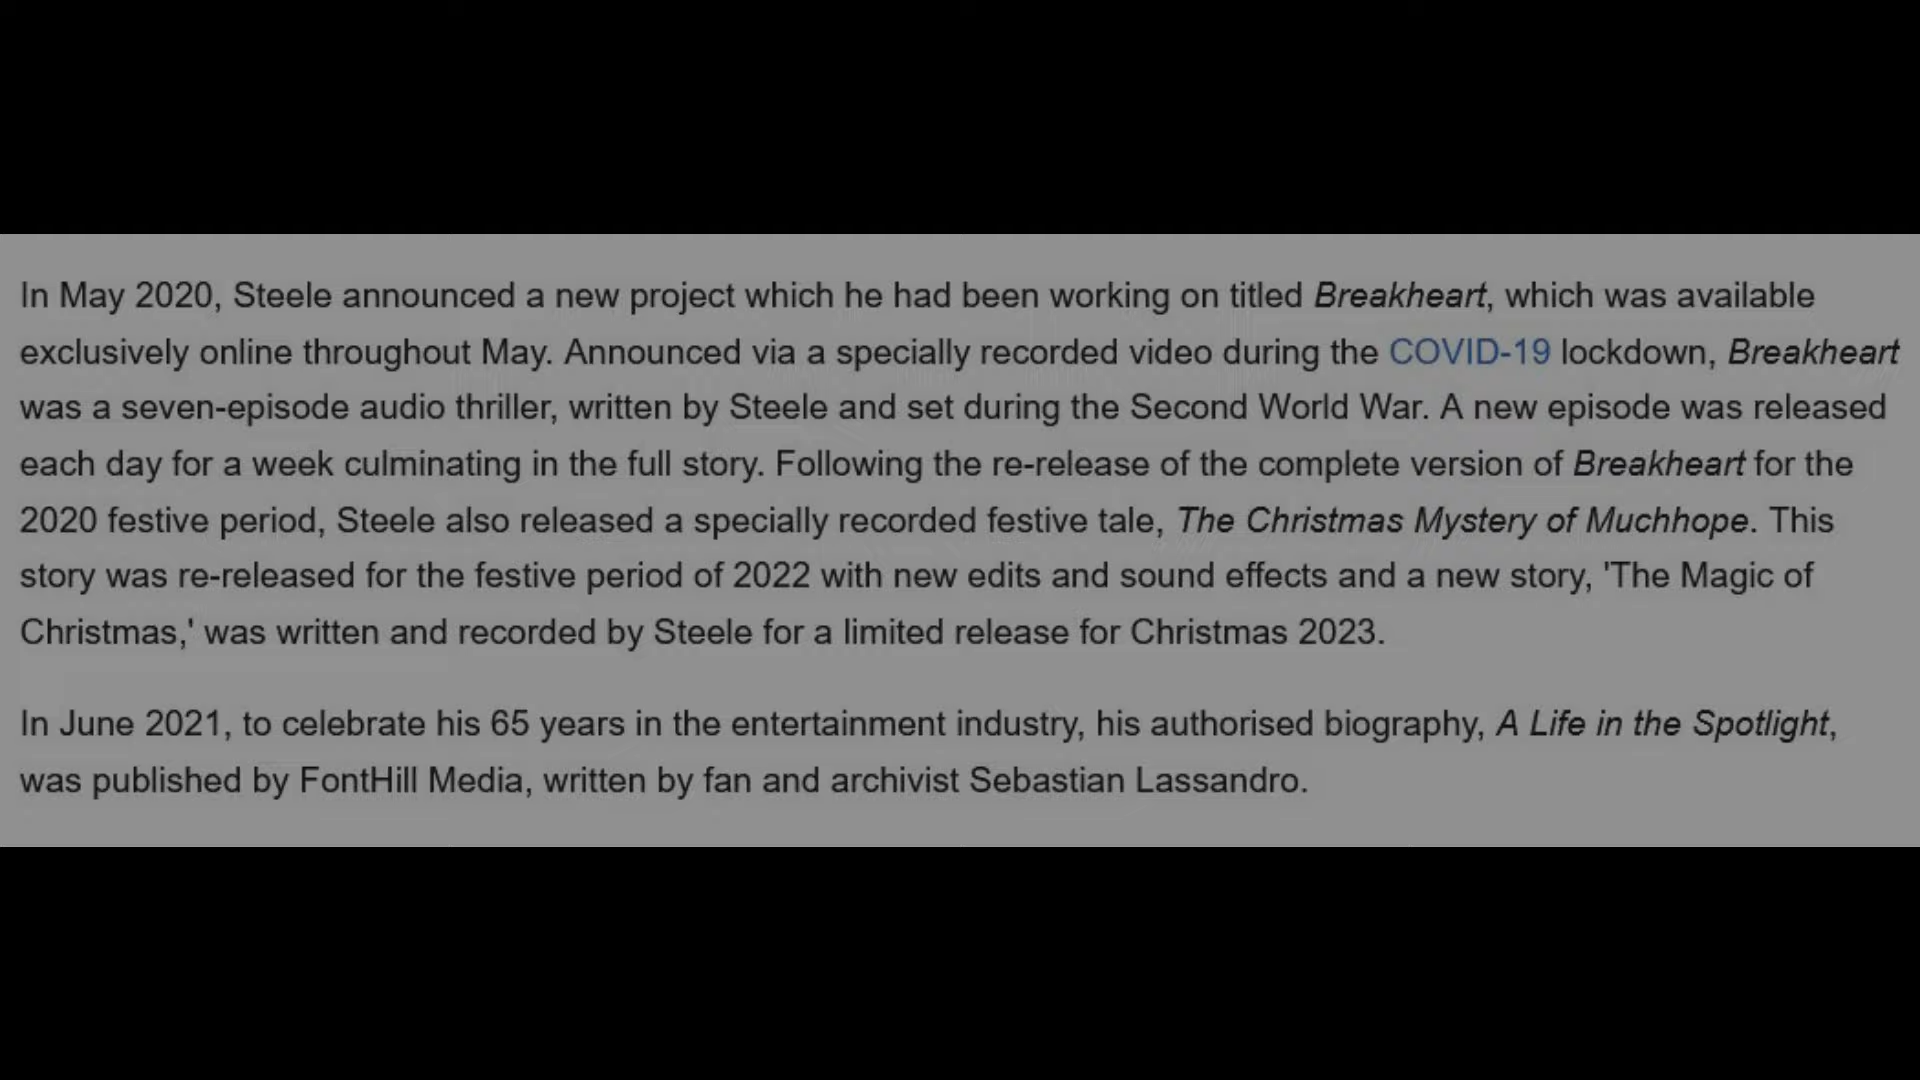 In May 2020, Steele announced a new project which he had been working on titled Breakheart, which was available
exclusively online throughout May. Announced via a specially recorded video during the COVID-19 lockdown, Breakheart
was a seven-episode audio thriller, written by Steele and set during the Second World War. A new episode was released
each day for a week culminating in the full story. Following the re-release of the complete version of Breakheart for the
2020 festive period, Steele also released a specially recorded festive tale, The Christmas Mystery of Muchhope. This
story was re-released for the festive period of 2022 with new edits and sound effects and a new story, 'The Magic of
Christmas,' was written and recorded by Steele for a limited release for Christmas 2023.
In June 2021, to celebrate his 65 years in the entertainment industry, his authorised biography, A Life in the Spotlight,
was published by FontHill Media, written by fan and archivist Sebastian Lassandro.